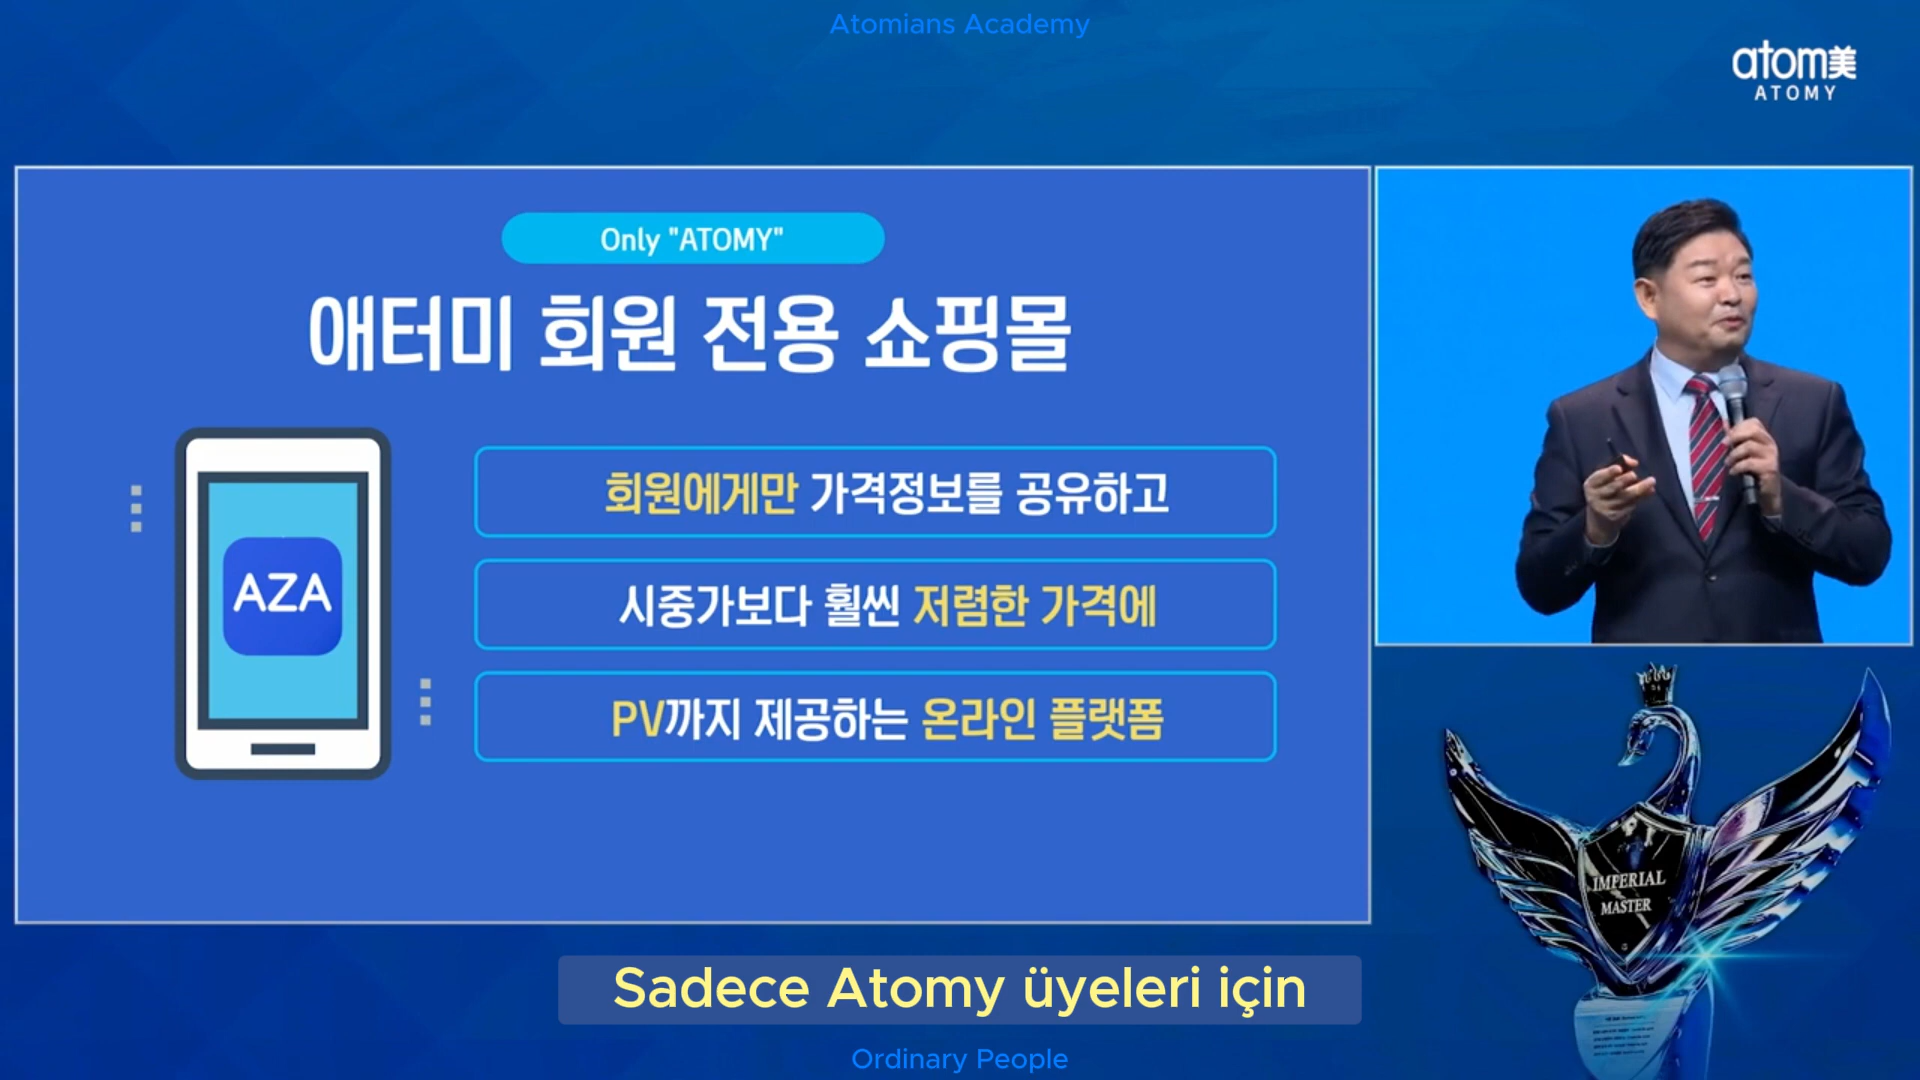 Atomians Academy
atom美
ATOMY
Only "ATOMY"
애터미 회원 전용 쇼핑몰
AZA
회원에게만 가격정보를 공유하고
시중가보다 훨씬 저렴한 가격에
PV까지 제공하는 온라인 플랫폼
IMPERIAL
MASTER
Sadece Atomy üyeleri için
Ordinary People